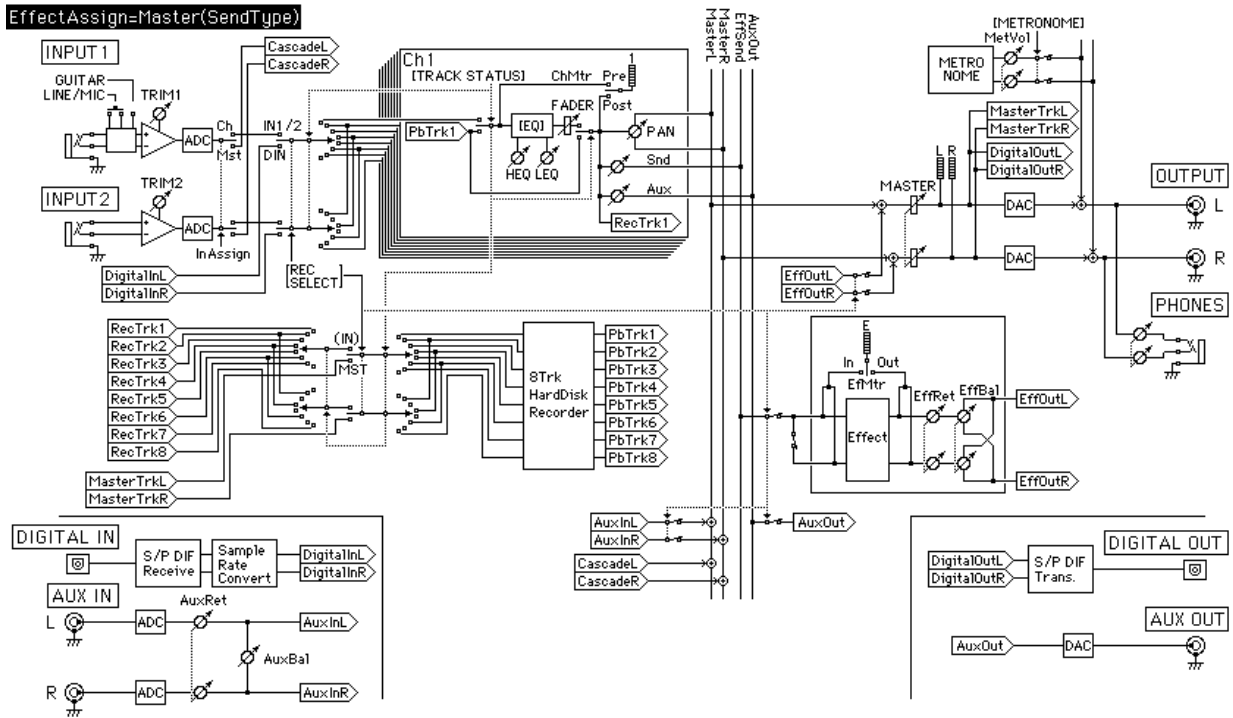 EffectAssign=Master(SendType)
INPUT 1
GUITAR
LINE/MIC
TRIM1
ADC
Ch
Mst
IN1/2
DIN
CascadeL
CascadeR
INPUT 2
TRIM2
ADC
InAssign
DigitalInL
DigitalInR
[REC
SELECT]
Ch1
[TRACK STATUS]
ChMtr
Pre
1
Post
PbTrk1
[EQ]
FADER
HEQ
LEQ
PAN
Snd
Aux
RecTrk1
MasterL
MasterR
EffSend
AuxOut
[METRONOME]
MetVol
METRO
NOME
MasterTrkL
MasterTrkR
DigitalOutL
DigitalOutR
L R
MASTER
DAC
DAC
OUTPUT
L
R
PHONES
EffOutL
EffOutR
RecTrk1
RecTrk2
RecTrk3
RecTrk4
RecTrk5
RecTrk6
RecTrk7
RecTrk8
MasterTrkL
MasterTrkR
(IN)
MST
8Trk
HardDisk
Recorder
PbTrk1
PbTrk2
PbTrk3
PbTrk4
PbTrk5
PbTrk6
PbTrk7
PbTrk8
E
In
Out
EfMtr
Effect
EffRet
EffBal
EffOutL
EffOutR
AuxInL
AuxInR
CascadeL
CascadeR
AuxOut
DIGITAL IN
S/P DIF
Receive
Sample
Rate
Convert
DigitalInL
DigitalInR
AUX IN
L
ADC
AuxRet
AuxInL
AuxBal
R
ADC
AuxInR
DIGITAL OUT
DigitalOutL
DigitalOutR
S/P DIF
Trans.
AUX OUT
AuxOut
DAC